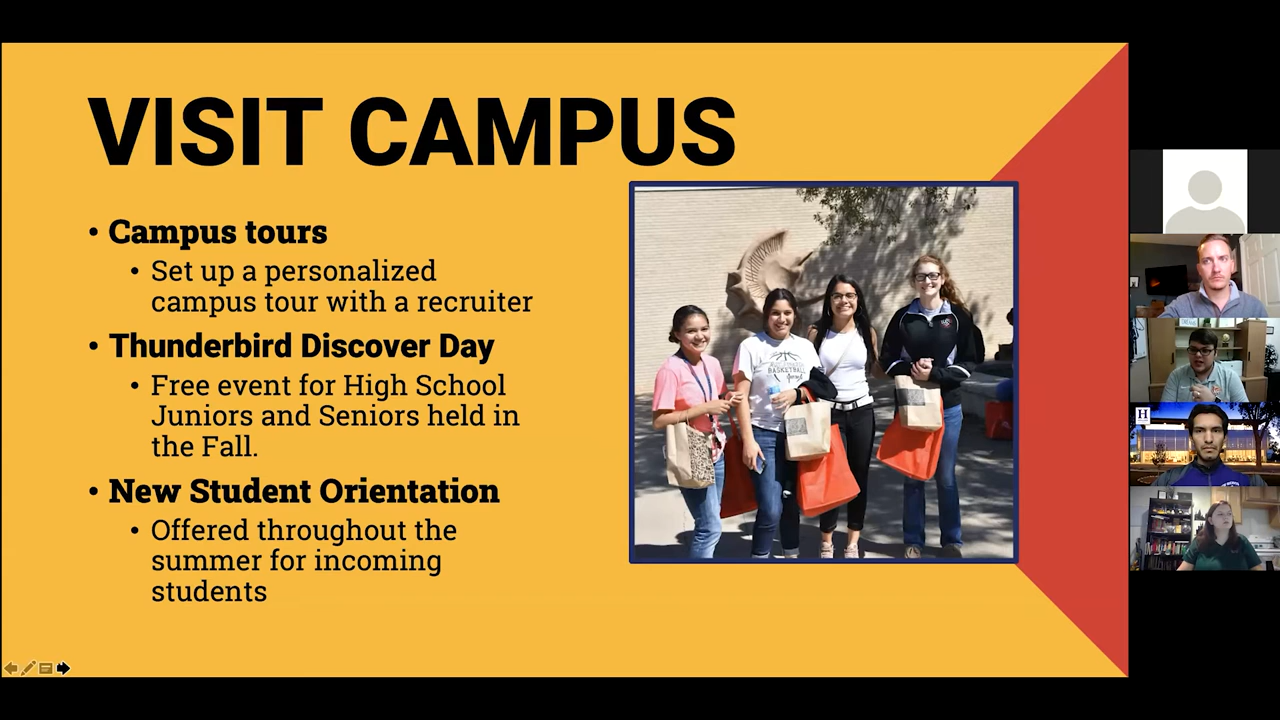 VISIT CAMPUS
• Campus tours
• Set up a personalized
campus tour with a recruiter
• Thunderbird Discover Day
• Free event for High School
Juniors and Seniors held in
the Fall.
• New Student Orientation
• Offered throughout the
summer for incoming
students
BASKETBALL
H